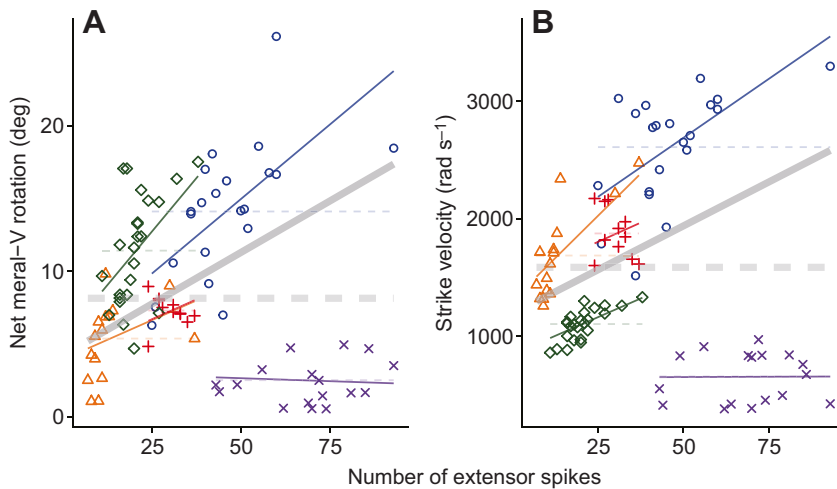 A
B
Net meral–V rotation (deg)
20
10
0
25
50
75
Strike velocity (rad s⁻¹)
3000
2000
1000
25
50
75
Number of extensor spikes